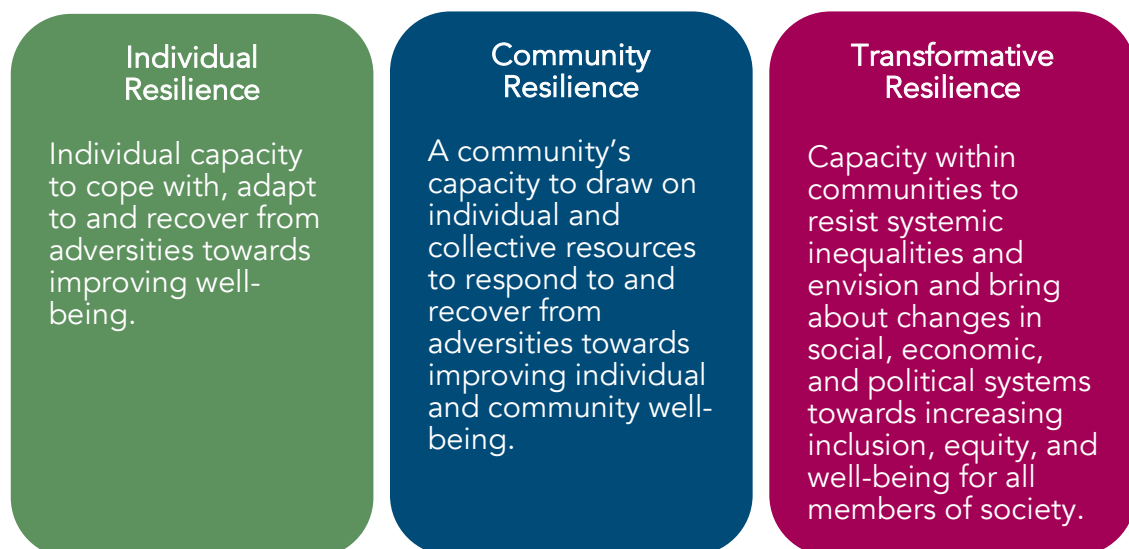 Individual
Resilience
Individual capacity
to cope with, adapt
to and recover from
adversities towards
improving well-
being.
Community
Resilience
A community’s
capacity to draw on
individual and
collective resources
to respond to and
recover from
adversities towards
improving individual
and community well-
being.
Transformative
Resilience
Capacity within
communities to
resist systemic
inequalities and
envision and bring
about changes in
social, economic,
and political systems
towards increasing
inclusion, equity, and
well-being for all
members of society.